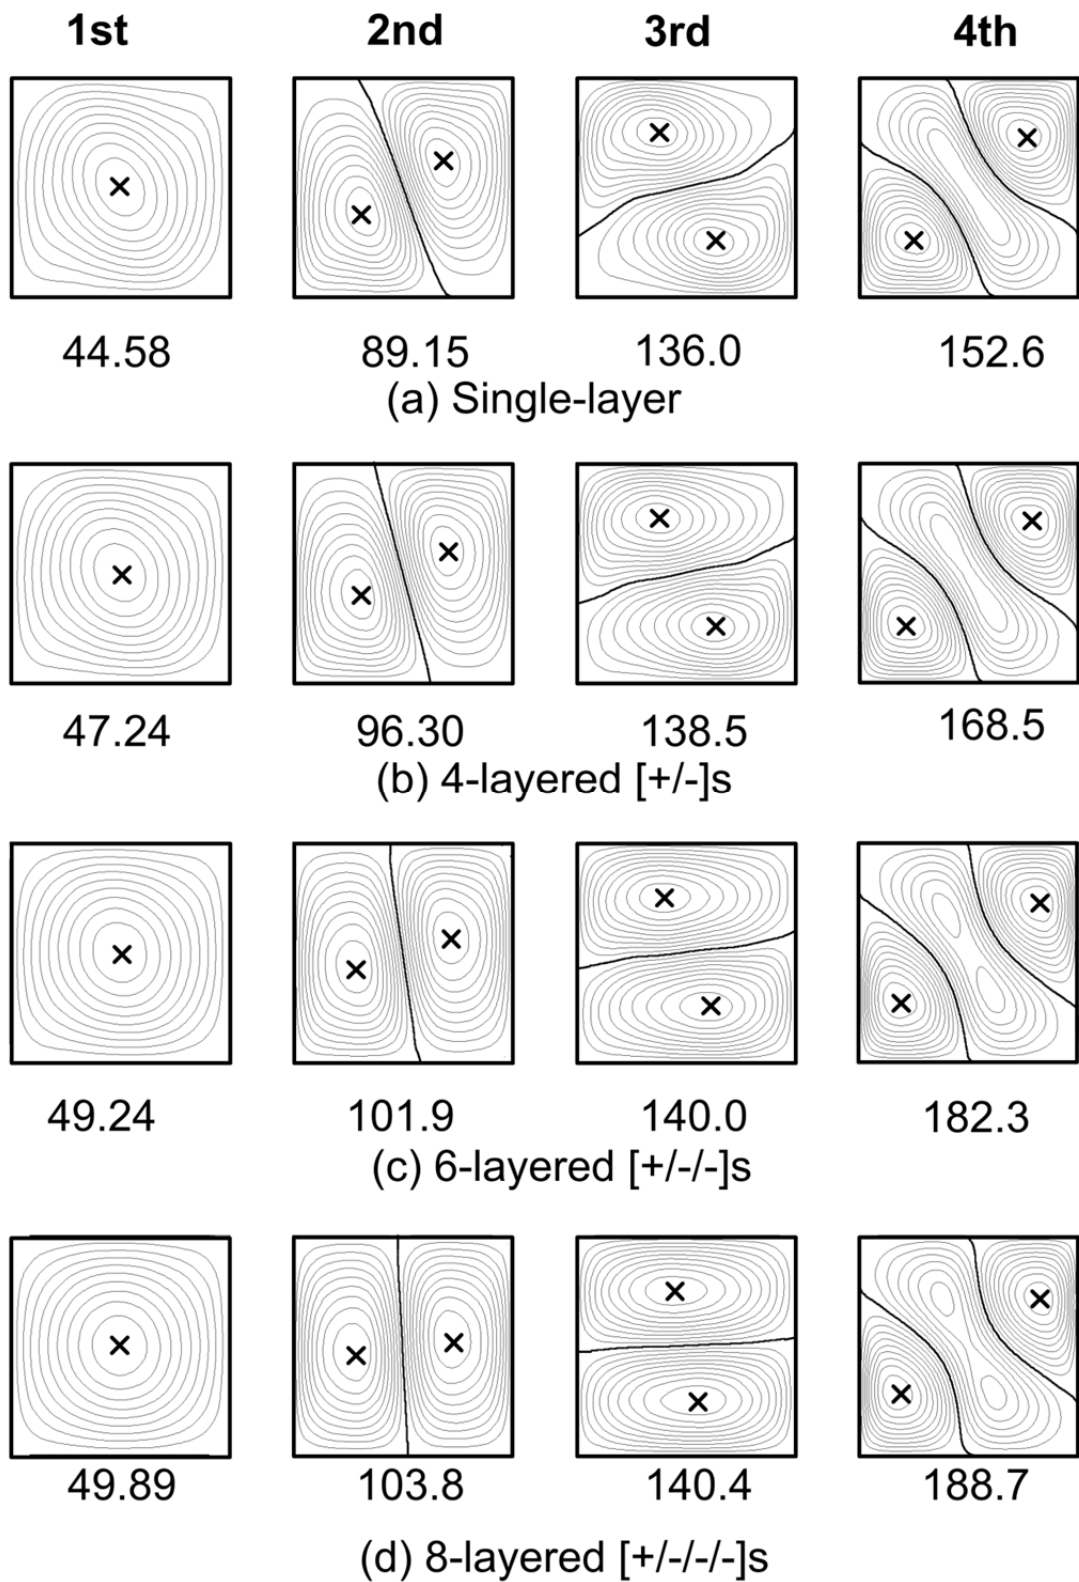 1st 2nd 3rd 4th
44.58 89.15 136.0 152.6
(a) Single-layer
47.24 96.30 138.5 168.5
(b) 4-layered [+/-]s
49.24 101.9 140.0 182.3
(c) 6-layered [+/-/-]s
49.89 103.8 140.4 188.7
(d) 8-layered [+/-/-/-]s